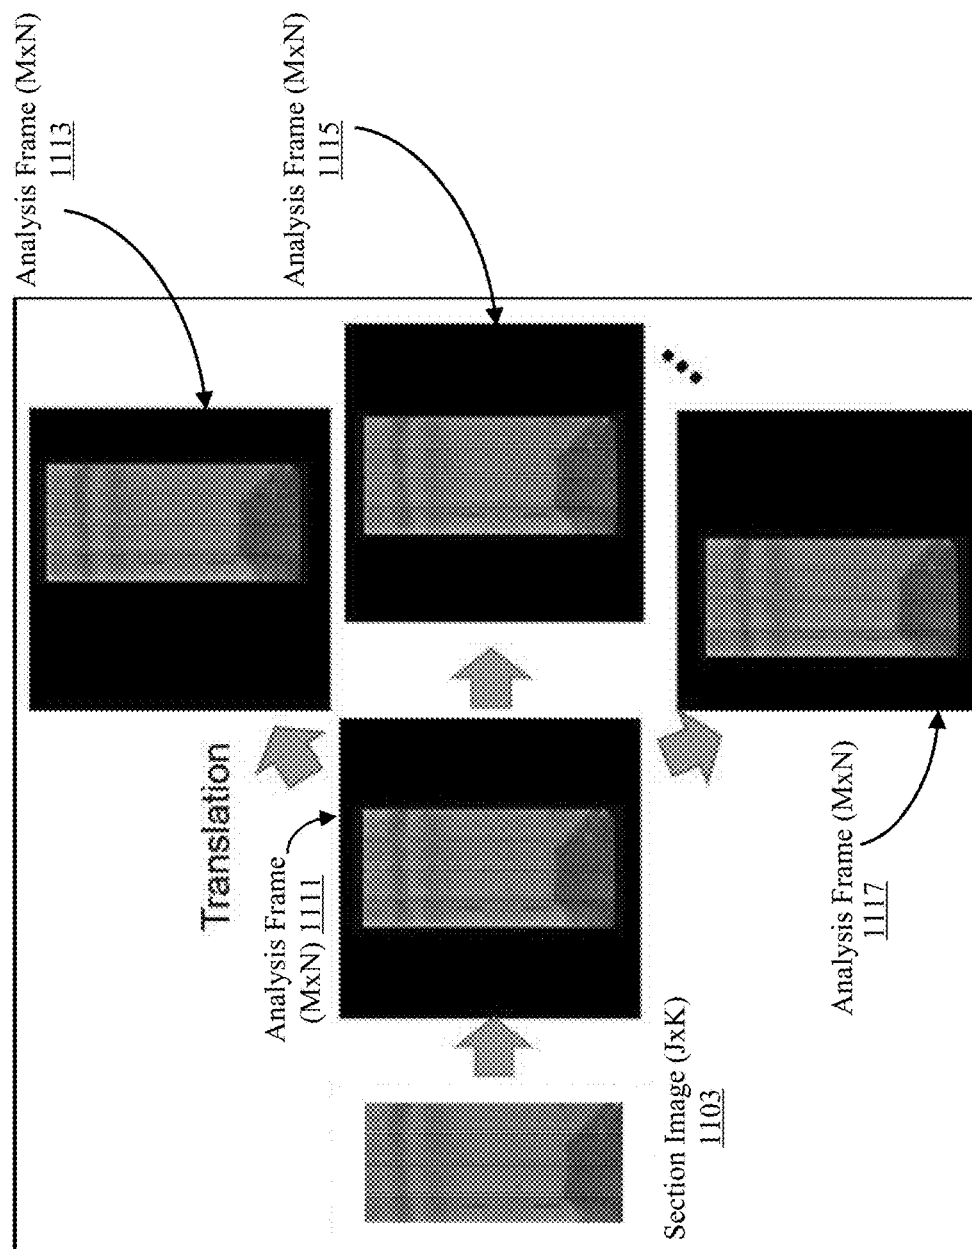 Analysis Frame (MxN)
1113
Analysis Frame (MxN)
1115
Translation
Analysis Frame
(MxN) 1111
Analysis Frame (MxN)
1117
Section Image (JxK)
1103